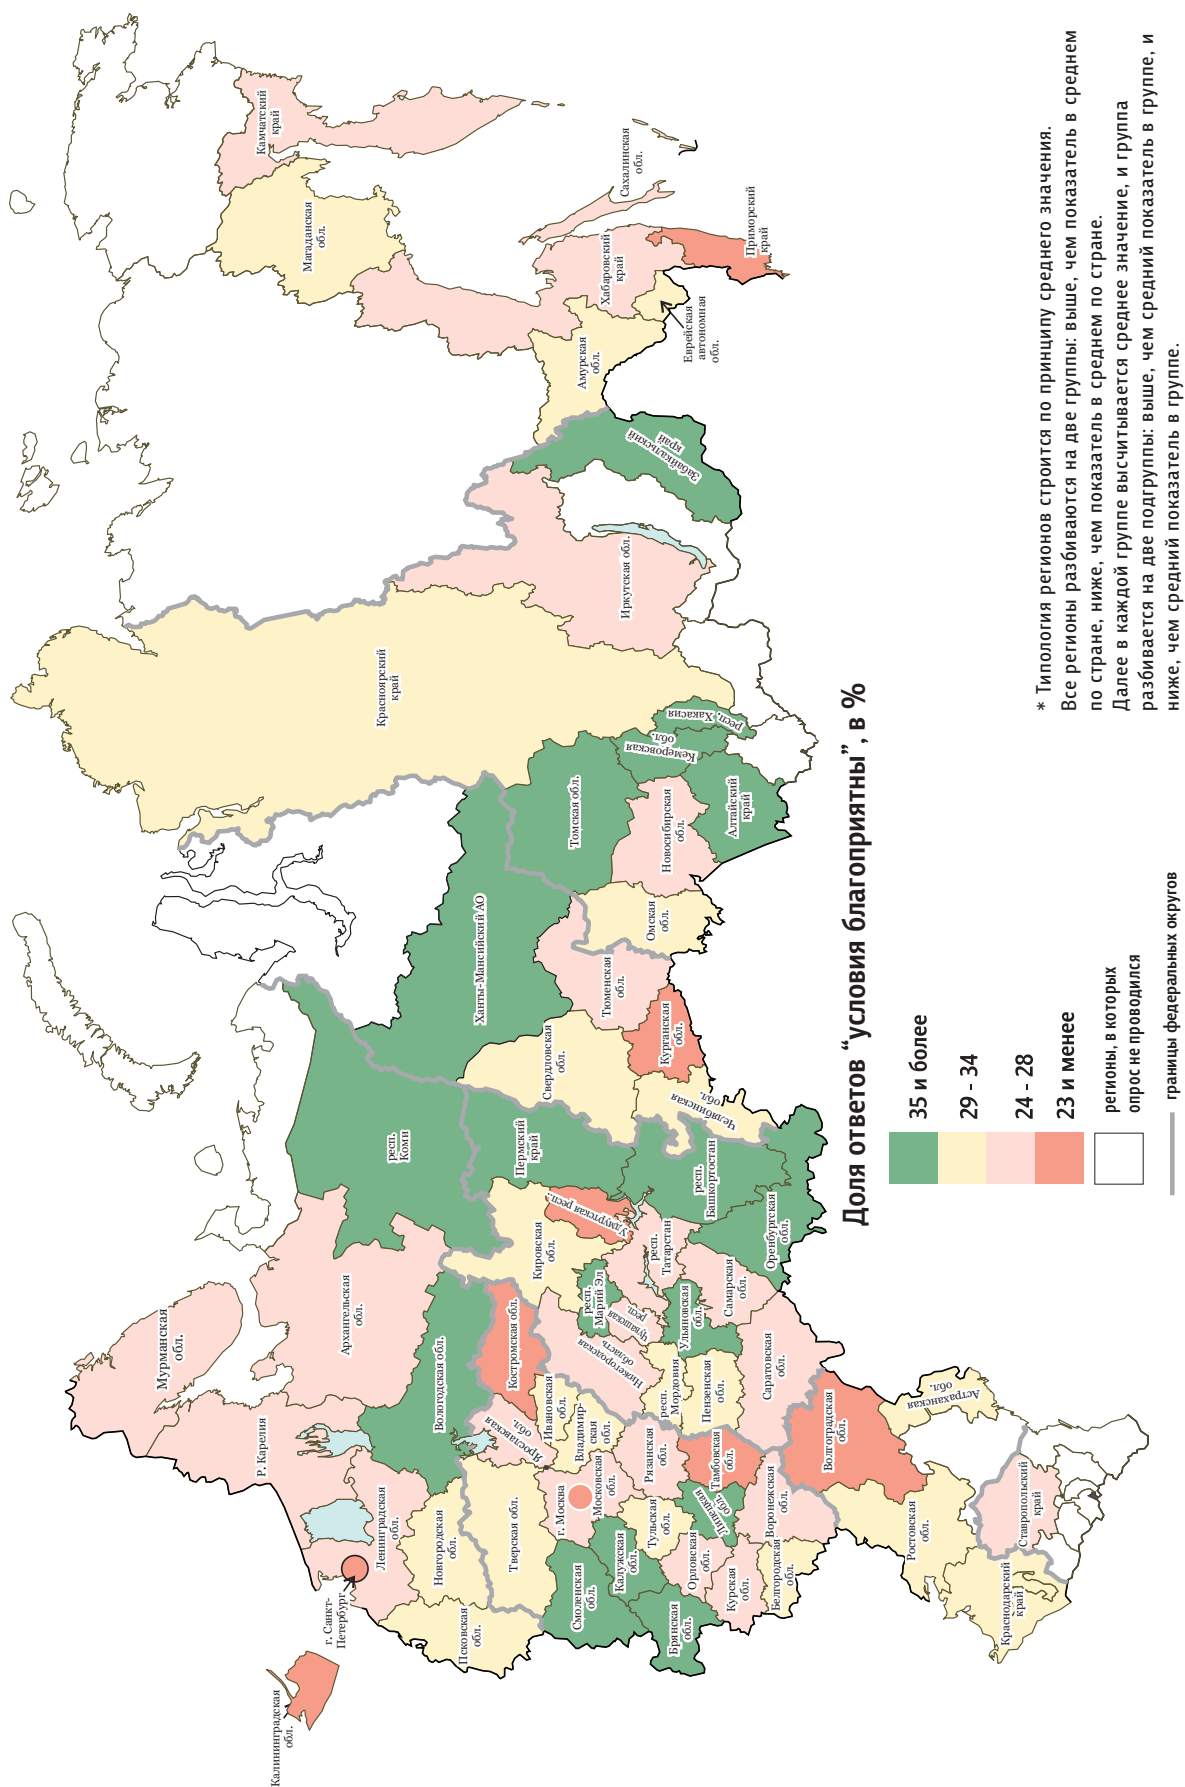 Калининградская
обл.
г. Санкт-
Петербург
Мурманская
обл.
Р. Карелия
Ленинградская
обл.
Новгородская
обл.
Псковская
обл.
Архангельская
обл.
Вологодская обл.
респ.
Коми
Тверская обл.
Смоленская
обл.
Калужская
обл.
Брянская
обл.
г. Москва
Московская
обл.
Ярославская
обл.
Костромская обл.
Ивановская
обл.
Владимир-
ская
обл.
Тульская
обл.
Рязанская
обл.
Орловская
обл.
Липецкая
обл.
Тамбовская
обл.
Курская
обл.
Воронежская
обл.
Белгородская
обл.
Нижегородская
область
Кировская
обл.
респ.
Марий Эл
Чувашская
респ.
респ.
Мордовия
Пензенская
обл.
Ульяновская
обл.
респ.
Татарстан
Удмуртская респ.
Пермский
край
респ.
Башкортостан
Самарская
обл.
Саратовская
обл.
Оренбургская
обл.
Волгоградская
обл.
Астраханская
обл.
Ростовская
обл.
Краснодарский
край
Ставропольский
край
Ханты-Мансийский АО
Свердловская
обл.
Челябинская
обл.
Курганская
обл.
Тюменская
обл.
Омская
обл.
Томская обл.
Новосибирская
обл.
Алтайский
край
Кемеровская
обл.
респ. Хакасия
Красноярский
край
Иркутская обл.
Забайкальский
край
Амурская
обл.
Еврейская
автономная
обл.
Хабаровский
край
Приморский
край
Сахалинская
обл.
Магаданская
обл.
Камчатский
край
Доля ответов “условия благоприятны”, в %
35 и более
29 - 34
24 - 28
23 и менее
регионы, в которых
опрос не проводился
границы федеральных округов
* Типология регионов строится по принципу среднего значения.
Все регионы разбиваются на две группы: выше, чем показатель в среднем
по стране, ниже, чем показатель в среднем по стране.
Далее в каждой группе высчитывается среднее значение, и группа
разбивается на две подгруппы: выше, чем средний показатель в группе, и
ниже, чем средний показатель в группе.